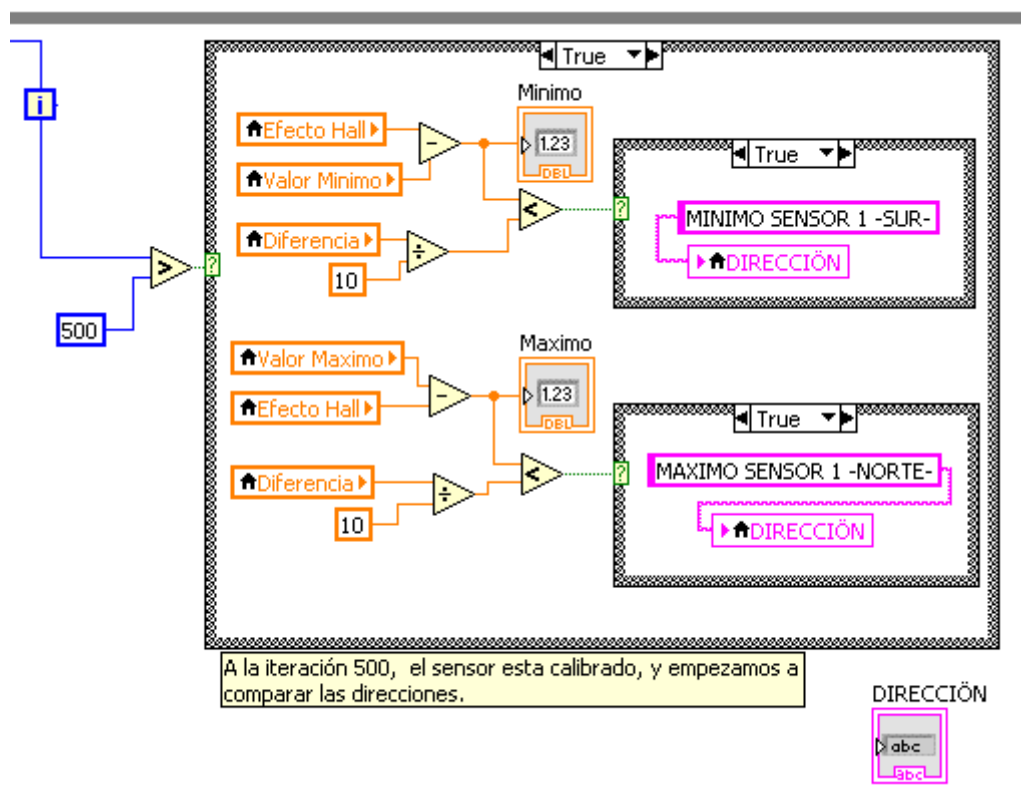 True
i
Minimo
Efecto Hall
1.23
DBL
Valor Minimo
True
MINIMO SENSOR 1 -SUR-
Diferencia
DIRECCIÖN
10
500
Valor Maximo
Maximo
Efecto Hall
1.23
DBL
True
MAXIMO SENSOR 1 -NORTE-
Diferencia
10
DIRECCIÖN
A la iteración 500,  el sensor esta calibrado, y empezamos a
comparar las direcciones.
DIRECCIÖN
abc
abc